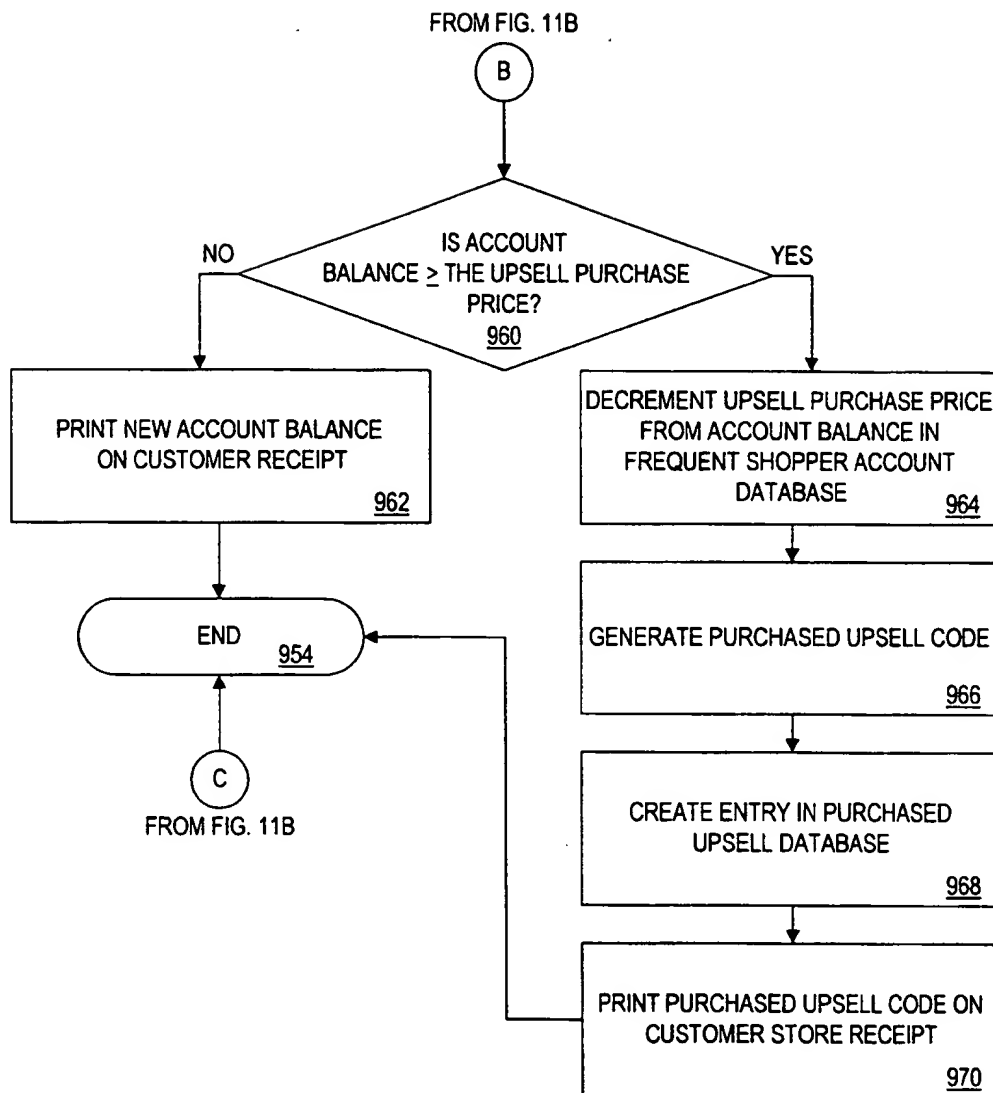 FROM FIG. 11B
B
IS ACCOUNT
BALANCE ≥ THE UPSELL PURCHASE
PRICE?
960
NO
YES
PRINT NEW ACCOUNT BALANCE
ON CUSTOMER RECEIPT
962
DECREMENT UPSELL PURCHASE PRICE
FROM ACCOUNT BALANCE IN
FREQUENT SHOPPER ACCOUNT
DATABASE
964
END
954
GENERATE PURCHASED UPSELL CODE
966
C
FROM FIG. 11B
CREATE ENTRY IN PURCHASED
UPSELL DATABASE
968
PRINT PURCHASED UPSELL CODE ON
CUSTOMER STORE RECEIPT
970